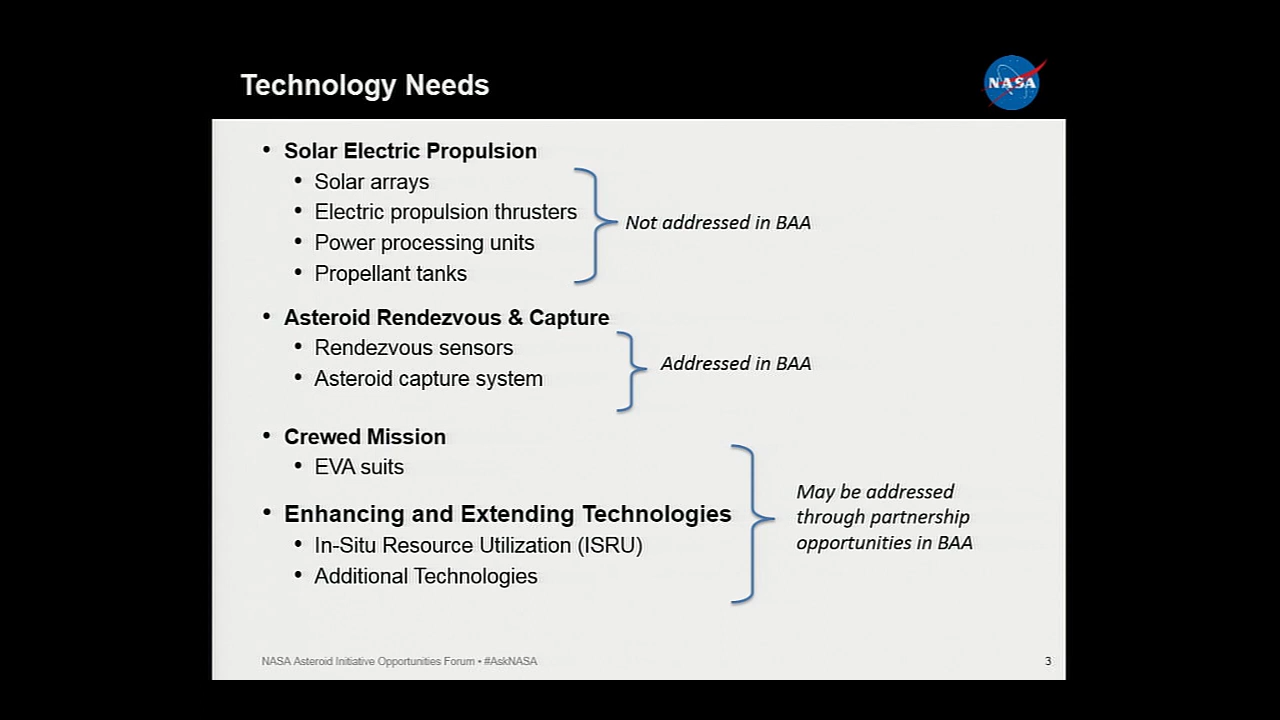 Technology Needs
NASA
• Solar Electric Propulsion
• Solar arrays
• Electric propulsion thrusters
• Power processing units
• Propellant tanks
Not addressed in BAA
• Asteroid Rendezvous & Capture
• Rendezvous sensors
• Asteroid capture system
Addressed in BAA
• Crewed Mission
• EVA suits
• Enhancing and Extending Technologies
• In-Situ Resource Utilization (ISRU)
• Additional Technologies
May be addressed
through partnership
opportunities in BAA
NASA Asteroid Initiative Opportunities Forum • #AskNASA
3